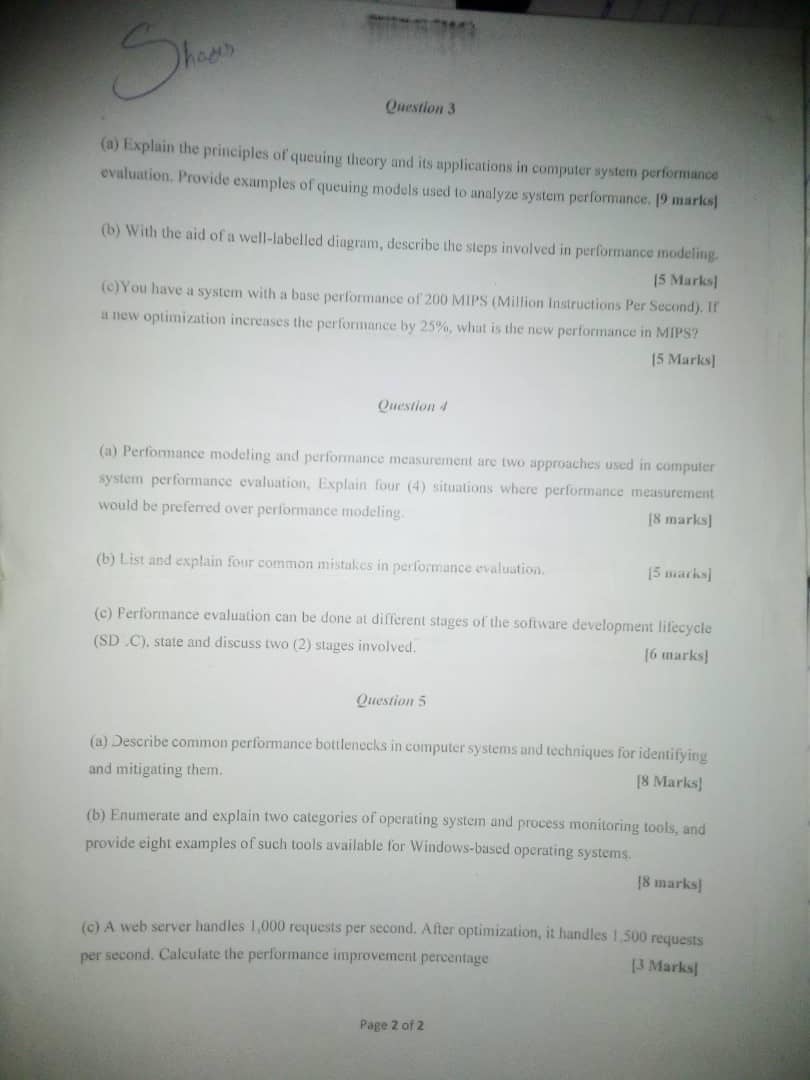 Question 3
(a) Explain the principles of queuing theory and its applications in computer system performance
evaluation. Provide examples of queuing models used to analyze system performance. [9 marks]
(b) With the aid of a well-labelled diagram, describe the steps involved in performance modeling.
[5 Marks]
(c)You have a system with a base performance of 200 MIPS (Million Instructions Per Second). If
a new optimization increases the performance by 25%, what is the new performance in MIPS?
[5 Marks]
Question 4
(a) Performance modeling and performance measurement are two approaches used in computer
system performance evaluation, Explain four (4) situations where performance measurement
would be preferred over performance modeling.
[8 marks]
(b) List and explain four common mistakes in performance evaluation.
[5 marks]
(c) Performance evaluation can be done at different stages of the software development lifecycle
(SD .C), state and discuss two (2) stages involved.
[6 marks]
Question 5
(a) Describe common performance bottlenecks in computer systems and techniques for identifying
and mitigating them.
[8 Marks]
(b) Enumerate and explain two categories of operating system and process monitoring tools, and
provide eight examples of such tools available for Windows-based operating systems.
[8 marks]
(c) A web server handles 1,000 requests per second. After optimization, it handles 1,500 requests
per second. Calculate the performance improvement percentage
[3 Marks]
Page 2 of 2